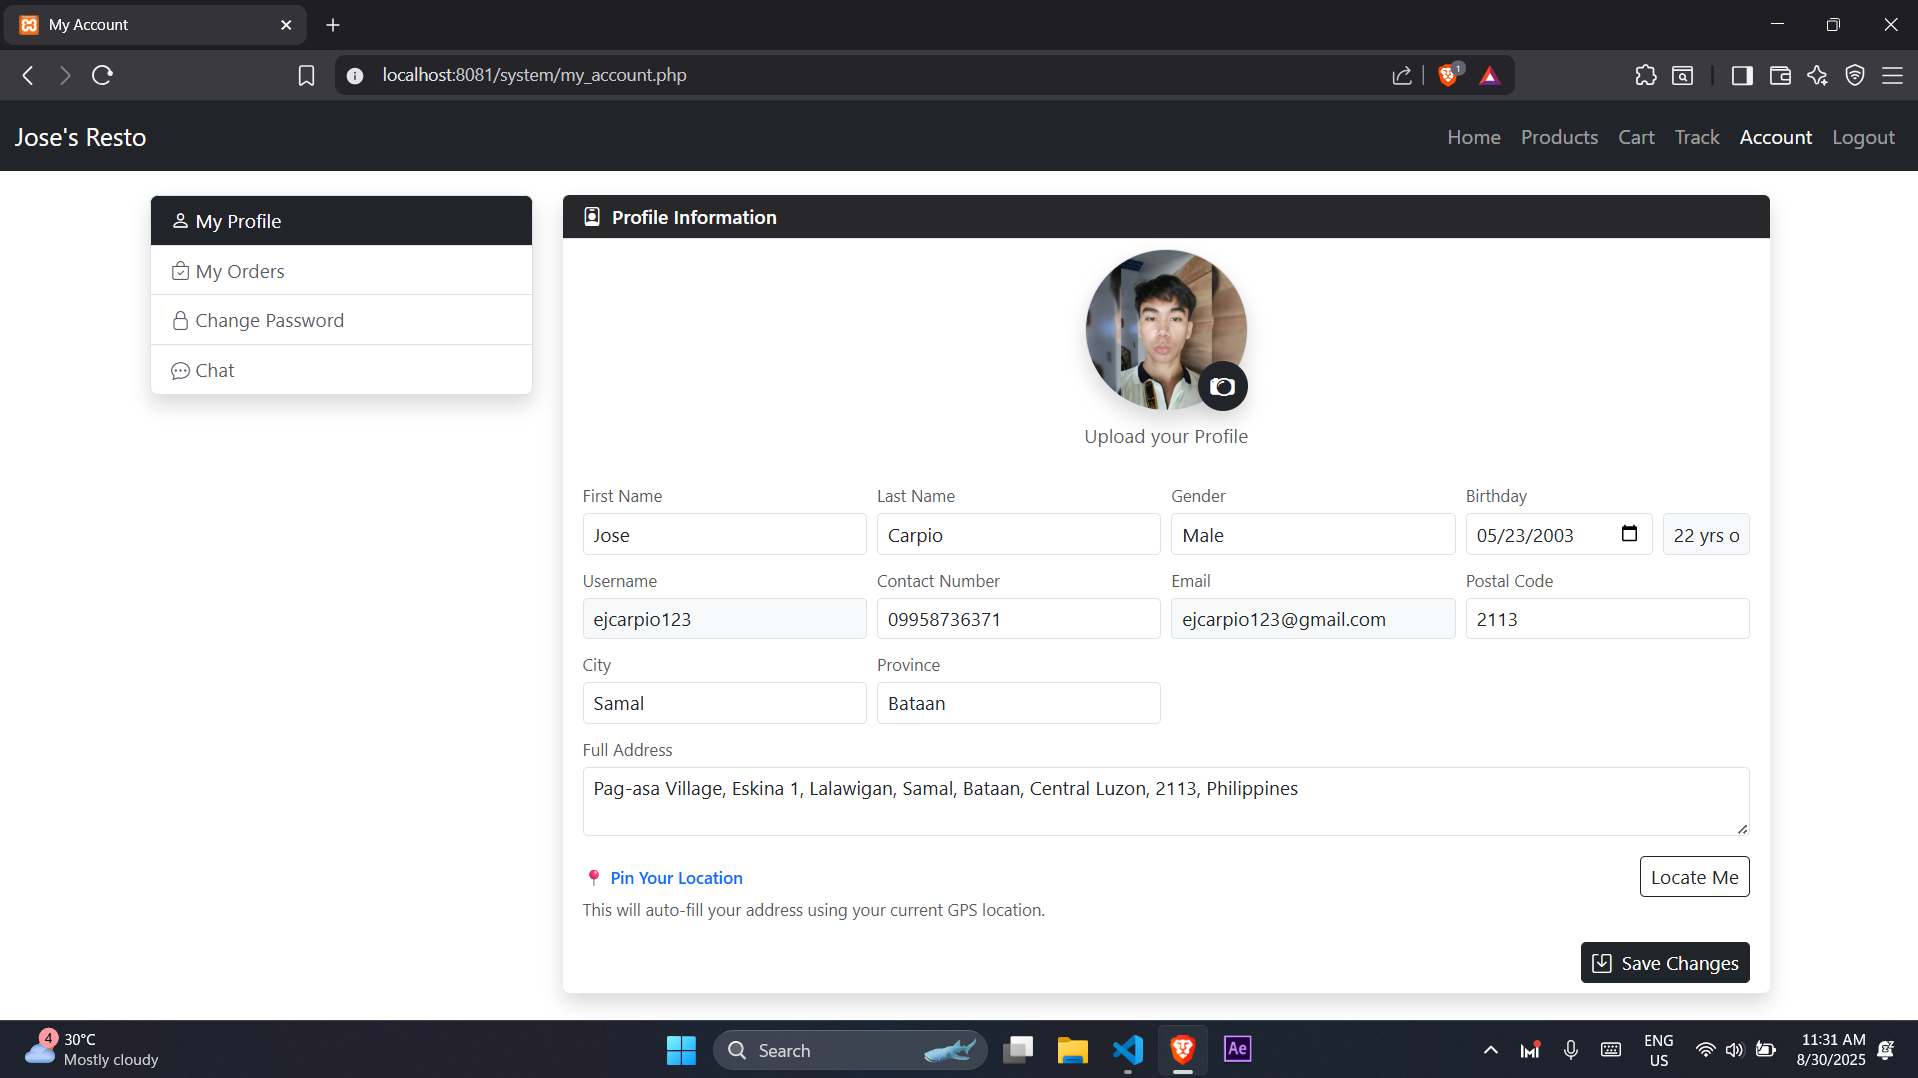 My Account
localhost:8081/system/my_account.php
1
Jose's Resto
Home Products Cart Track Account Logout
My Profile
My Orders
Change Password
Chat
Profile Information
Upload your Profile
First Name Last Name Gender Birthday
Jose Carpio Male 05/23/2003 22 yrs o
Username Contact Number Email Postal Code
ejcarpio123 09958736371 ejcarpio123@gmail.com 2113
City Province
Samal Bataan
Full Address
Pag-asa Village, Eskina 1, Lalawigan, Samal, Bataan, Central Luzon, 2113, Philippines
Pin Your Location
Locate Me
This will auto-fill your address using your current GPS location.
Save Changes
4
30°C
Mostly cloudy
Search
Ae
ENG
US
11:31 AM
8/30/2025